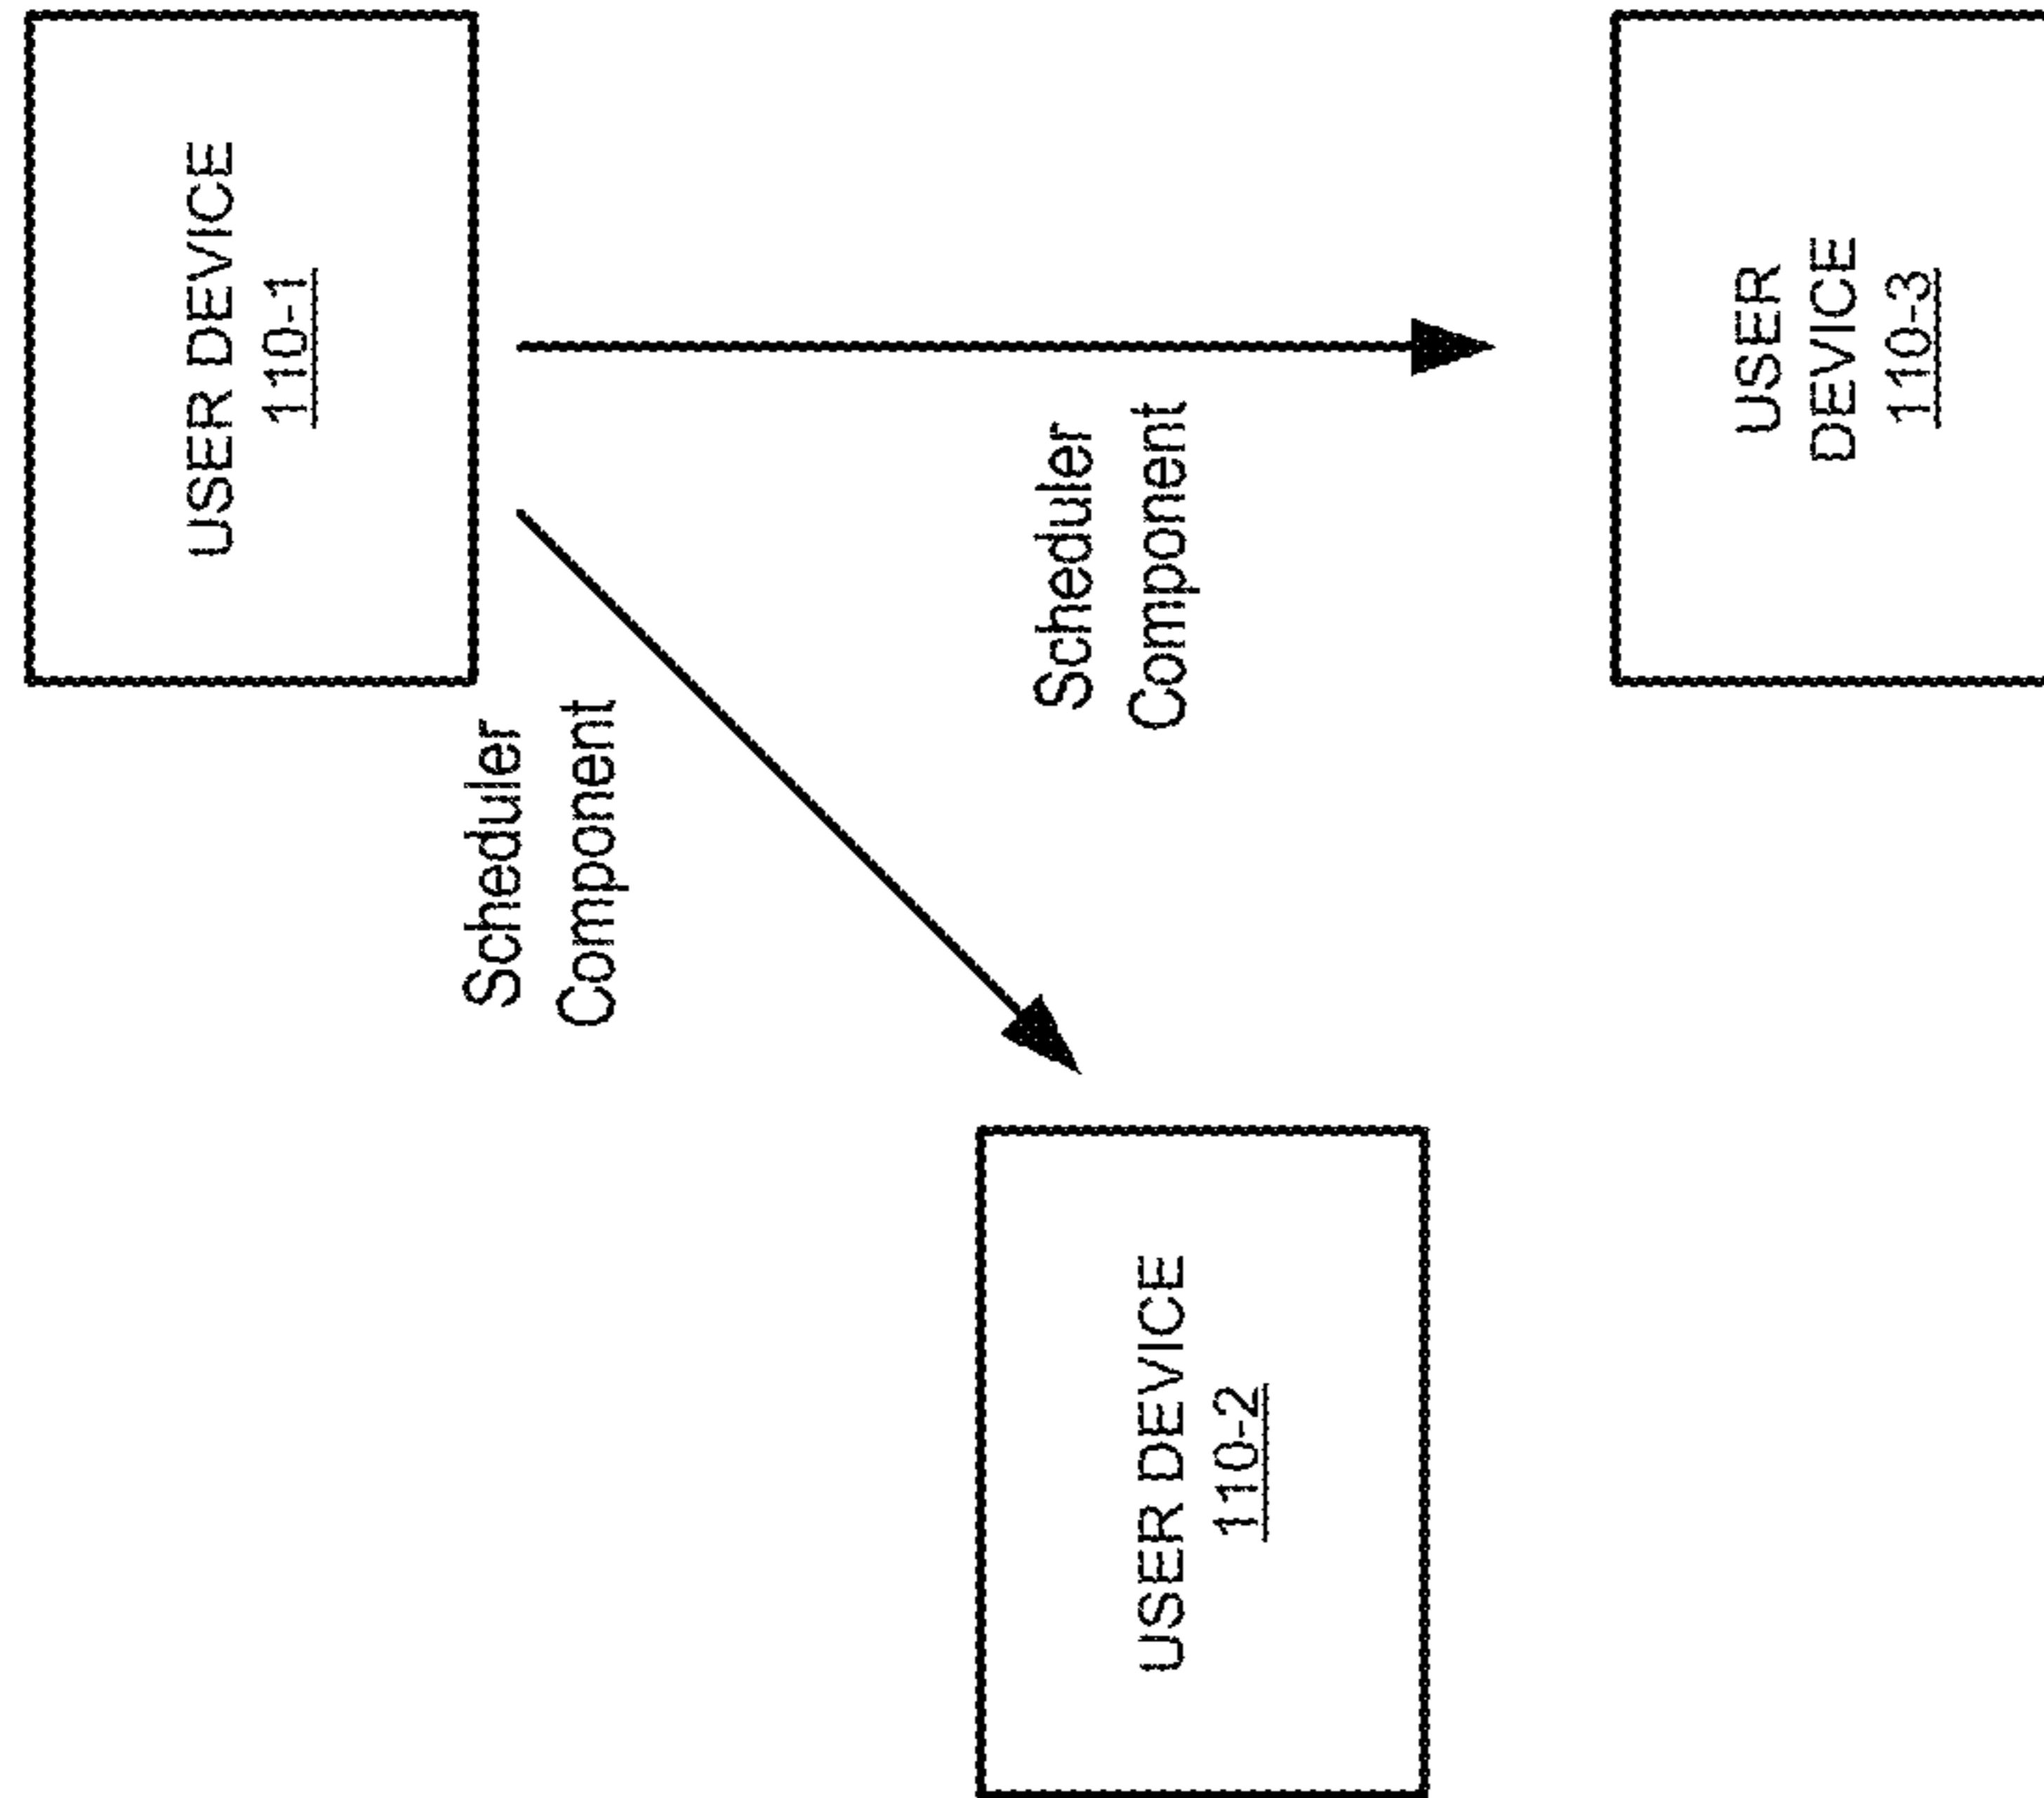 USER DEVICE
110-1
Scheduler
Component
Scheduler
Component
USER DEVICE
110-2
USER
DEVICE
110-3